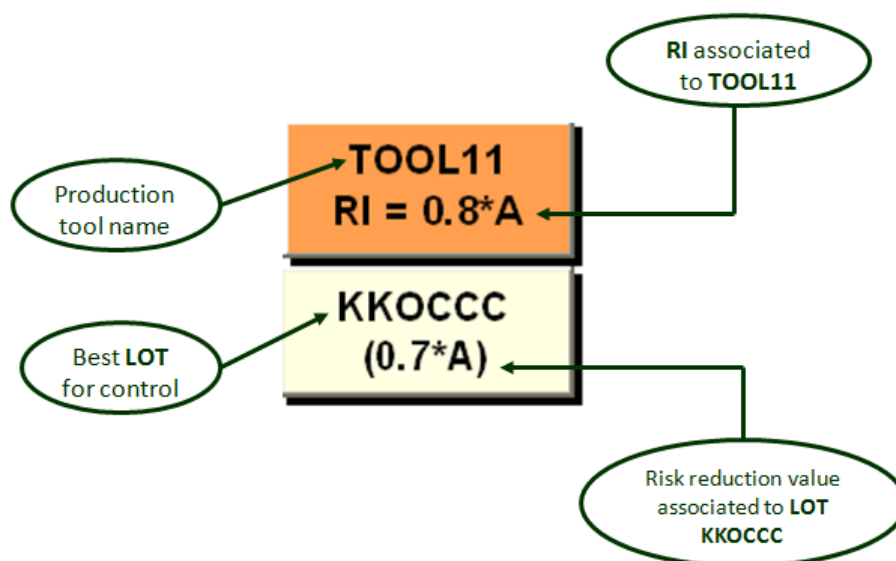 RI associated
to TOOL11
TOOL11
RI = 0.8*A
Production
tool name
KKOCCC
(0.7*A)
Best LOT
for control
Risk reduction value
associated to LOT
KKOCCC